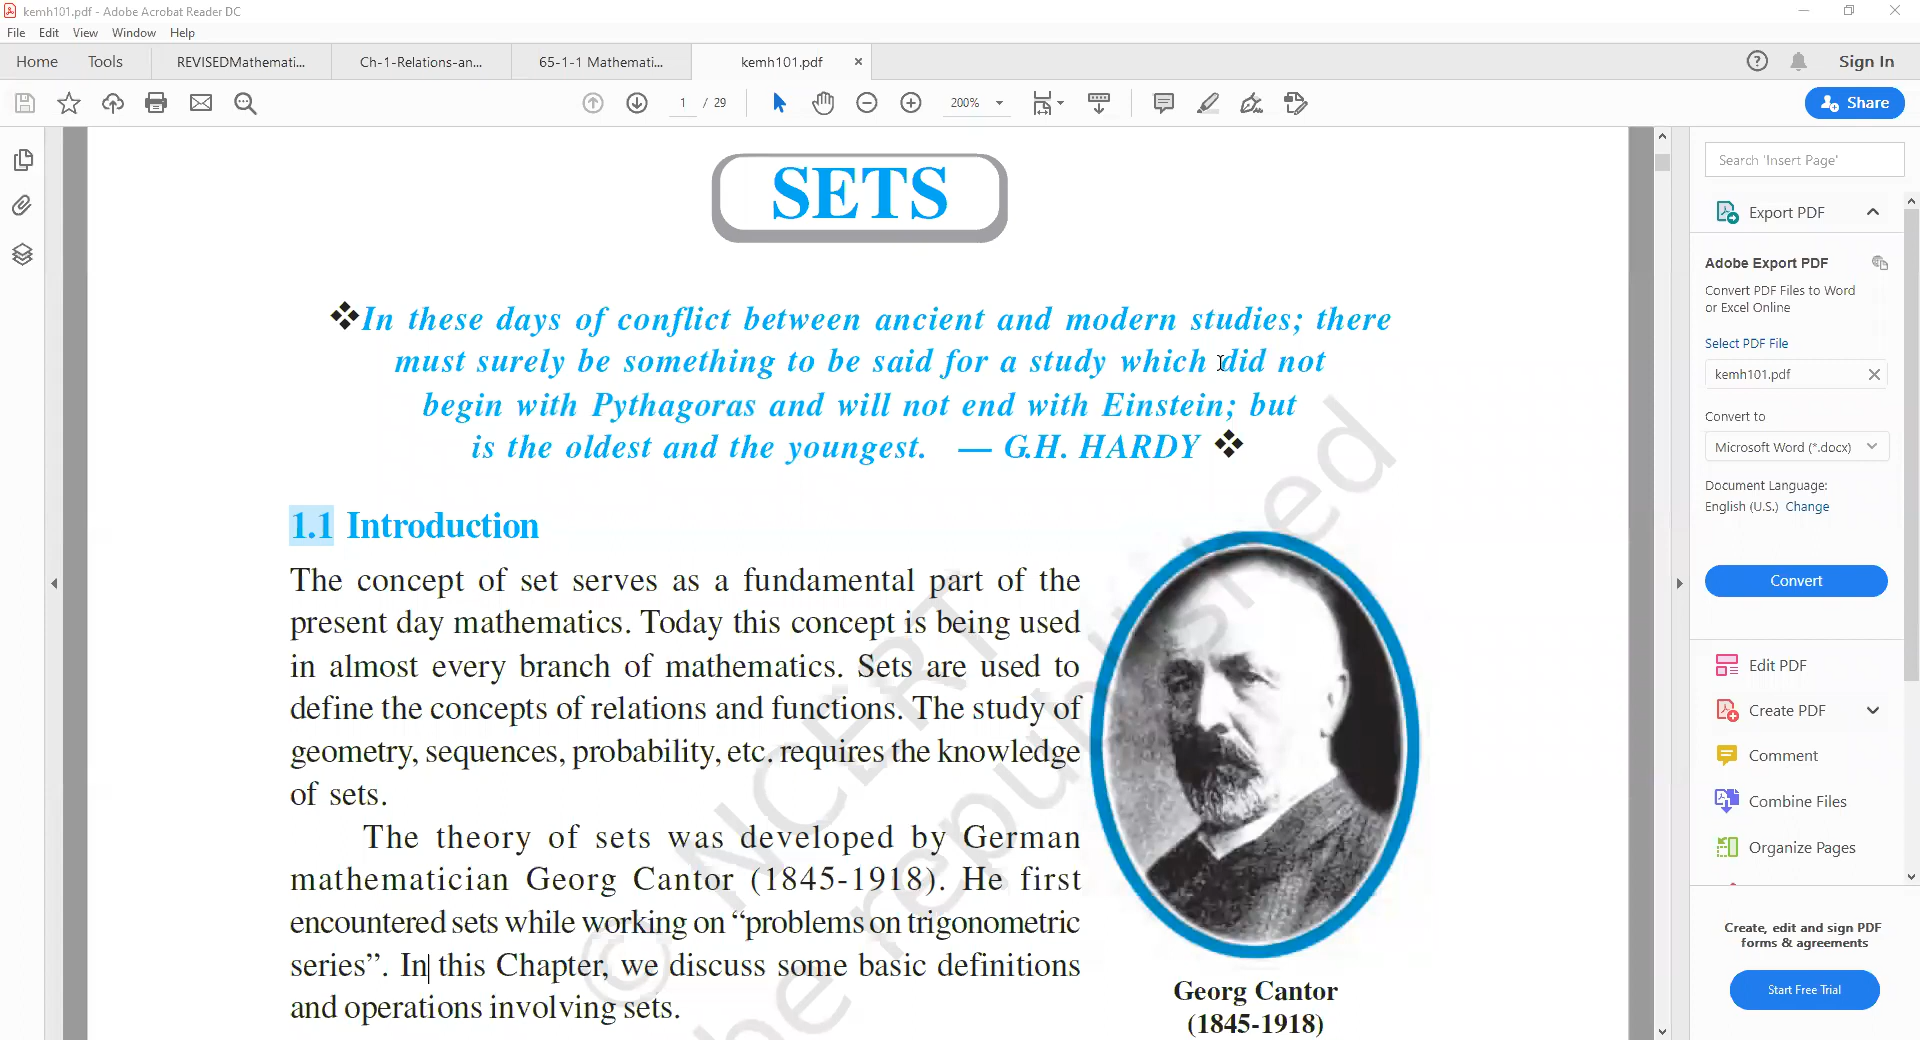 kemh101.pdf - Adobe Acrobat Reader DC
File Edit View Window Help
Home Tools REVISEDMathemati... Ch-1-Relations-an... 65-1-1 Mathemati... kemh101.pdf × Sign In
1 / 29 200% Share
SETS
❖In these days of conflict between ancient and modern studies; there
must surely be something to be said for a study which did not
begin with Pythagoras and will not end with Einstein; but
is the oldest and the youngest. — G.H. HARDY ❖
1.1 Introduction
The concept of set serves as a fundamental part of the
present day mathematics. Today this concept is being used
in almost every branch of mathematics. Sets are used to
define the concepts of relations and functions. The study of
geometry, sequences, probability, etc. requires the knowledge
of sets.
The theory of sets was developed by German
mathematician Georg Cantor (1845-1918). He first
encountered sets while working on “problems on trigonometric
series”. In this Chapter, we discuss some basic definitions
and operations involving sets.
Georg Cantor
(1845-1918)
© NCERT
be republished
Search 'Insert Page'
Export PDF
Adobe Export PDF
Convert PDF Files to Word
or Excel Online
Select PDF File
kemh101.pdf
Convert to
Microsoft Word (*.docx)
Document Language:
English (U.S.) Change
Convert
Edit PDF
Create PDF
Comment
Combine Files
Organize Pages
Create, edit and sign PDF
forms & agreements
Start Free Trial